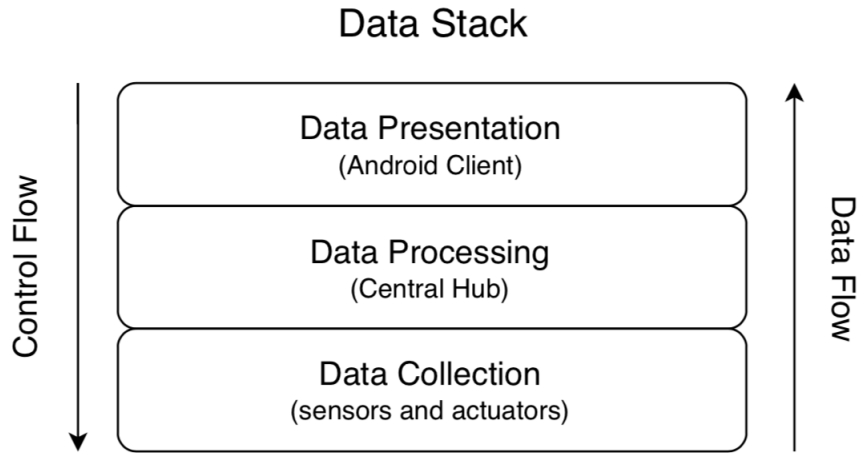 Data Stack
Control Flow
Data Presentation
(Android Client)
Data Processing
(Central Hub)
Data Collection
(sensors and actuators)
Data Flow